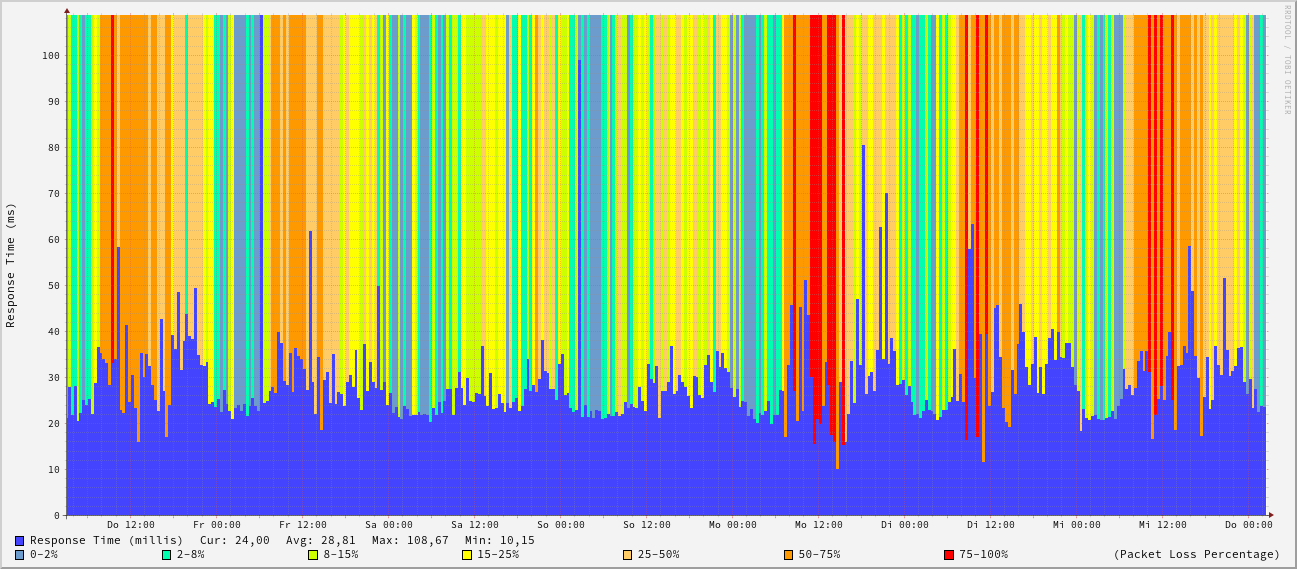 RRDTOOL / TOBI OETIKER
Response Time (ms)
100
90
80
70
60
50
40
30
20
10
0
Do 12:00 Fr 00:00 Fr 12:00 Sa 00:00 Sa 12:00 So 00:00 So 12:00 Mo 00:00 Mo 12:00 Di 00:00 Di 12:00 Mi 00:00 Mi 12:00 Do 00:00
Response Time (millis) Cur: 24,00 Avg: 28,81 Max: 108,67 Min: 10,15
0-2% 2-8% 8-15% 15-25% 25-50% 50-75% 75-100% (Packet Loss Percentage)